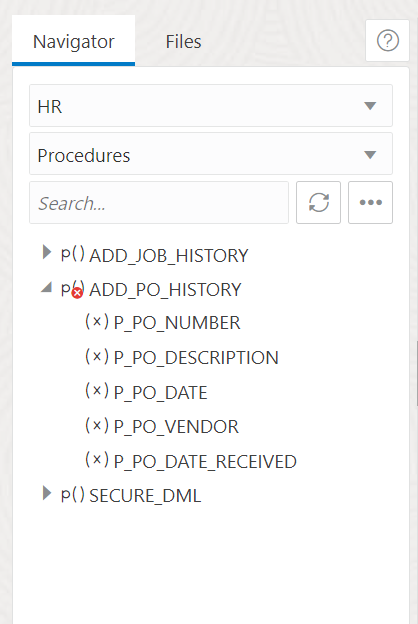 Navigator Files ?
HR
Procedures
Search...
p() ADD_JOB_HISTORY
p() ADD_PO_HISTORY
(x) P_PO_NUMBER
(x) P_PO_DESCRIPTION
(x) P_PO_DATE
(x) P_PO_VENDOR
(x) P_PO_DATE_RECEIVED
p() SECURE_DML